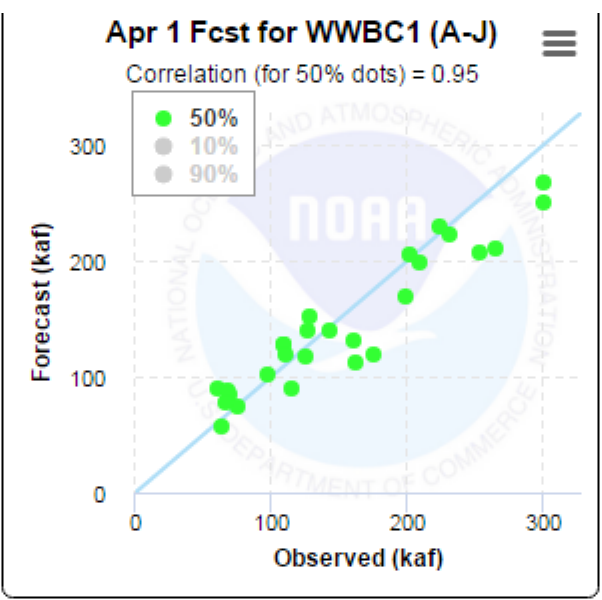 Apr 1 Fcst for WWBC1 (A-J)
Correlation (for 50% dots) = 0.95
50%
10%
90%
NATIONAL OCEANIC AND ATMOSPHERIC ADMINISTRATION
NOAA
U.S. DEPARTMENT OF COMMERCE
Forecast (kaf)
300
200
100
0
0 100 200 300
Observed (kaf)